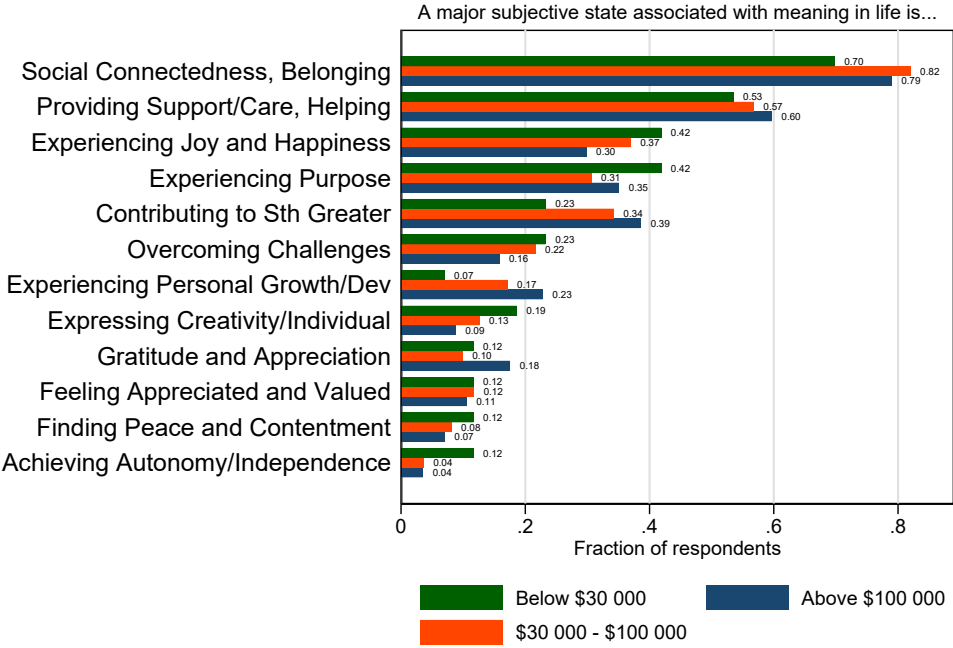 A major subjective state associated with meaning in life is...
Social Connectedness, Belonging
0.70
0.82
0.79
Providing Support/Care, Helping
0.53
0.57
0.60
Experiencing Joy and Happiness
0.42
0.37
0.30
Experiencing Purpose
0.42
0.31
0.35
Contributing to Sth Greater
0.23
0.34
0.39
Overcoming Challenges
0.23
0.22
0.16
Experiencing Personal Growth/Dev
0.07
0.17
0.23
Expressing Creativity/Individual
0.19
0.13
0.09
Gratitude and Appreciation
0.12
0.10
0.18
Feeling Appreciated and Valued
0.12
0.12
0.11
Finding Peace and Contentment
0.12
0.08
0.07
Achieving Autonomy/Independence
0.12
0.04
0.04
0 .2 .4 .6 .8
Fraction of respondents
Below $30 000 Above $100 000
$30 000 - $100 000